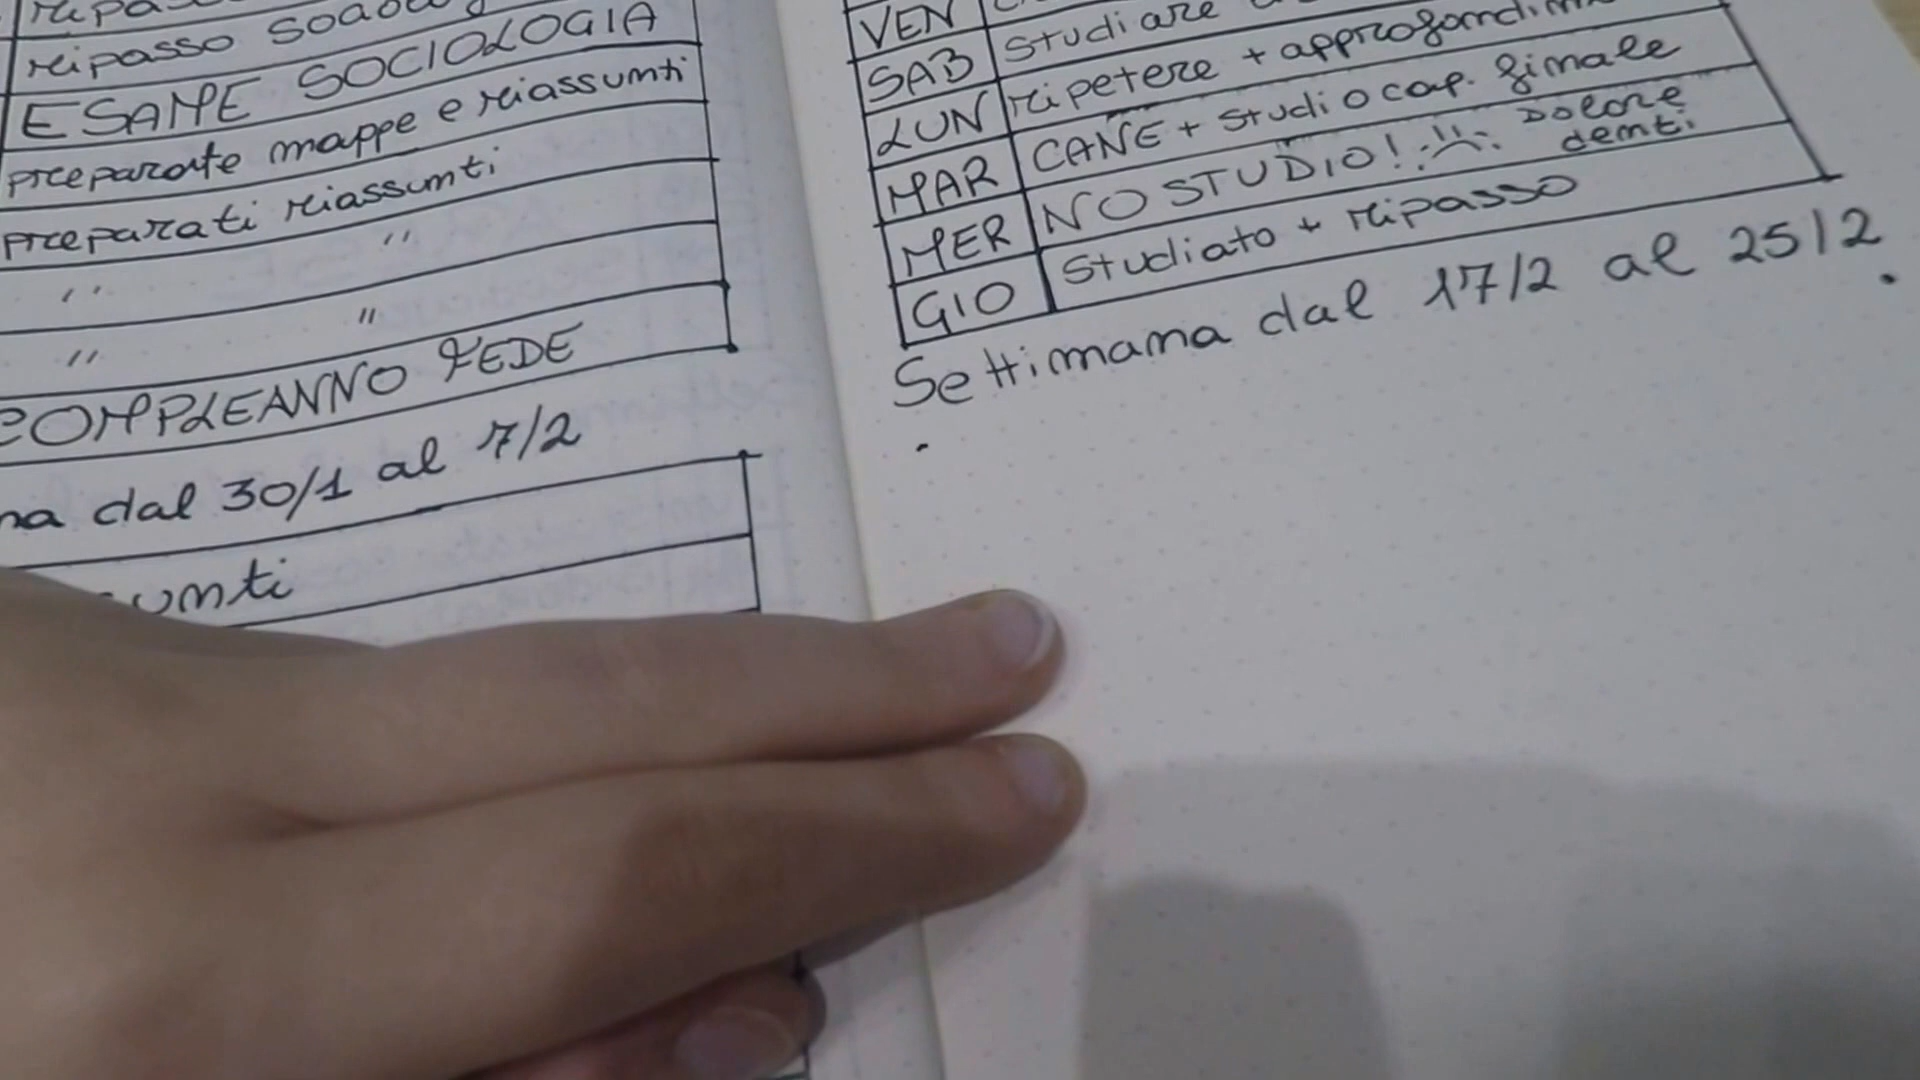 ripasso
ESAME SOCIOLOGIA
preparate mappe e riassunti
preparati riassunti
" "
" "
COMPLEANNO FEDE
dal 30/1 al 7/2
VEN
SAB studiare
LUN ripetere +
MAR CANE + studio cap. finale
MER NO STUDIO! :( Dolore denti
GIO studiato + ripasso
Settimana dal 17/2 al 25/2